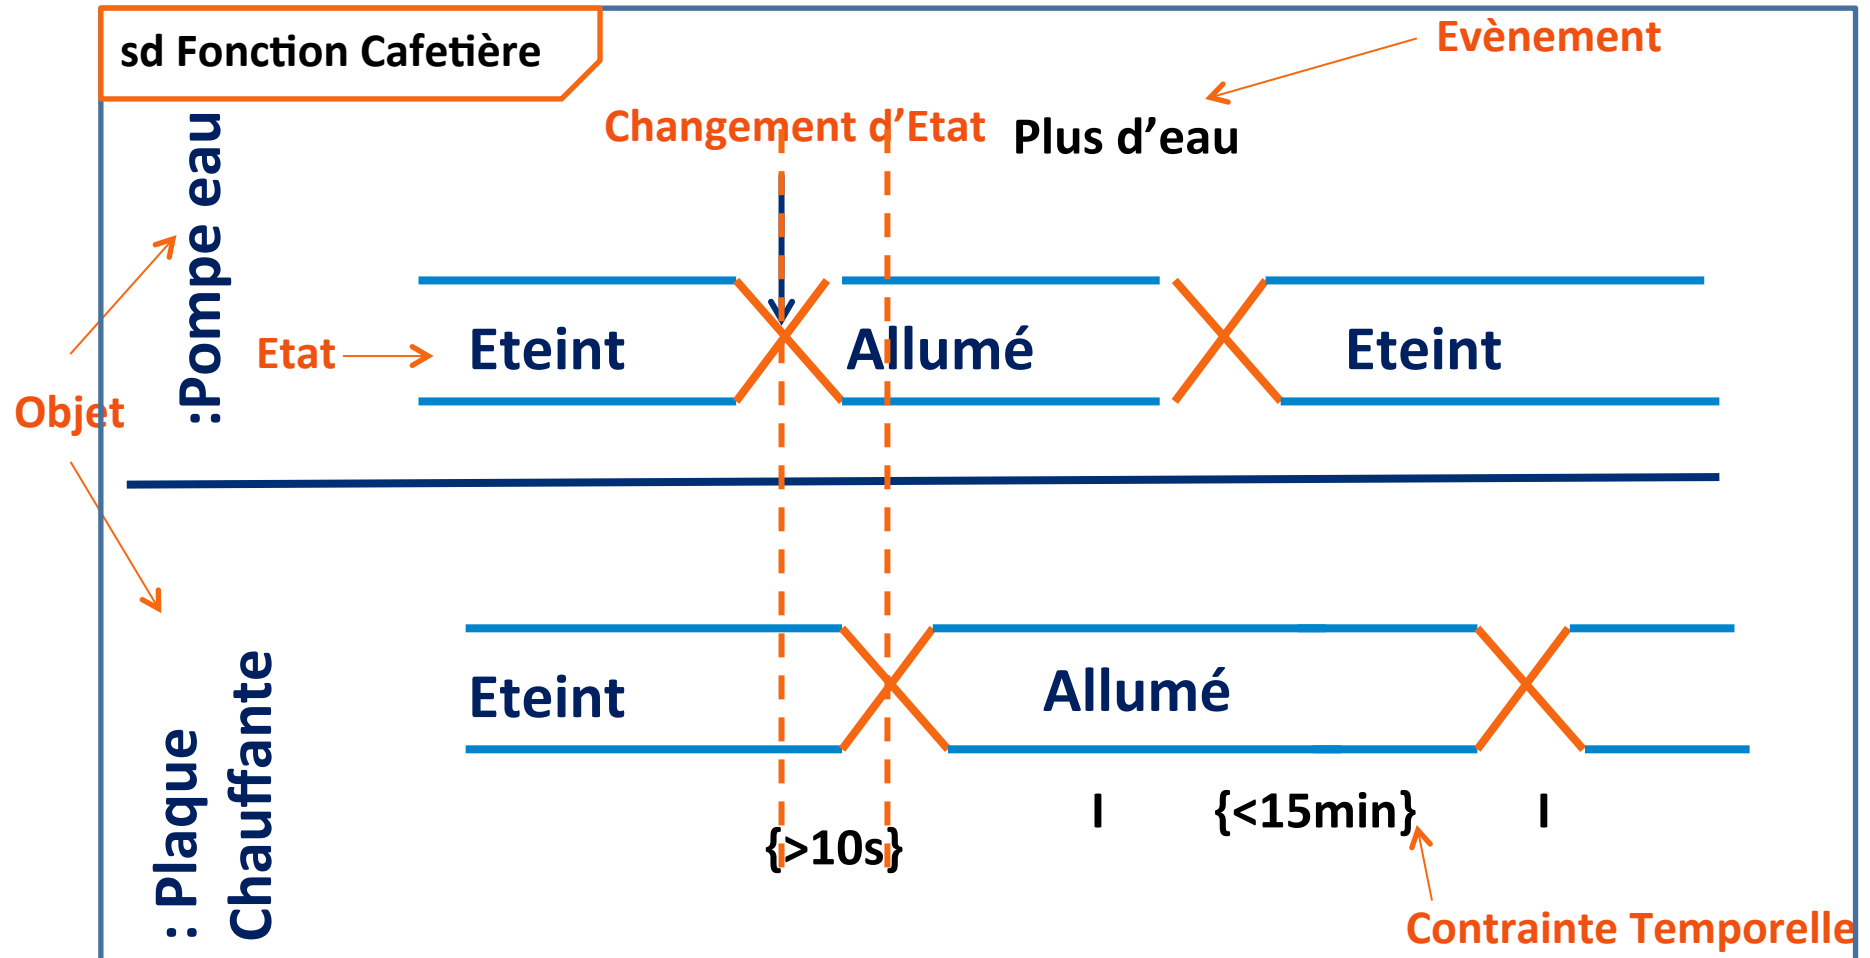 sd Fonction Cafetière
Evènement
Changement d’Etat
Plus d’eau
:Pompe eau
Etat
Eteint
Allumé
Eteint
Objet
: Plaque
Chauffante
Eteint
Allumé
{>10s}
I
{<15min}
I
Contrainte Temporelle